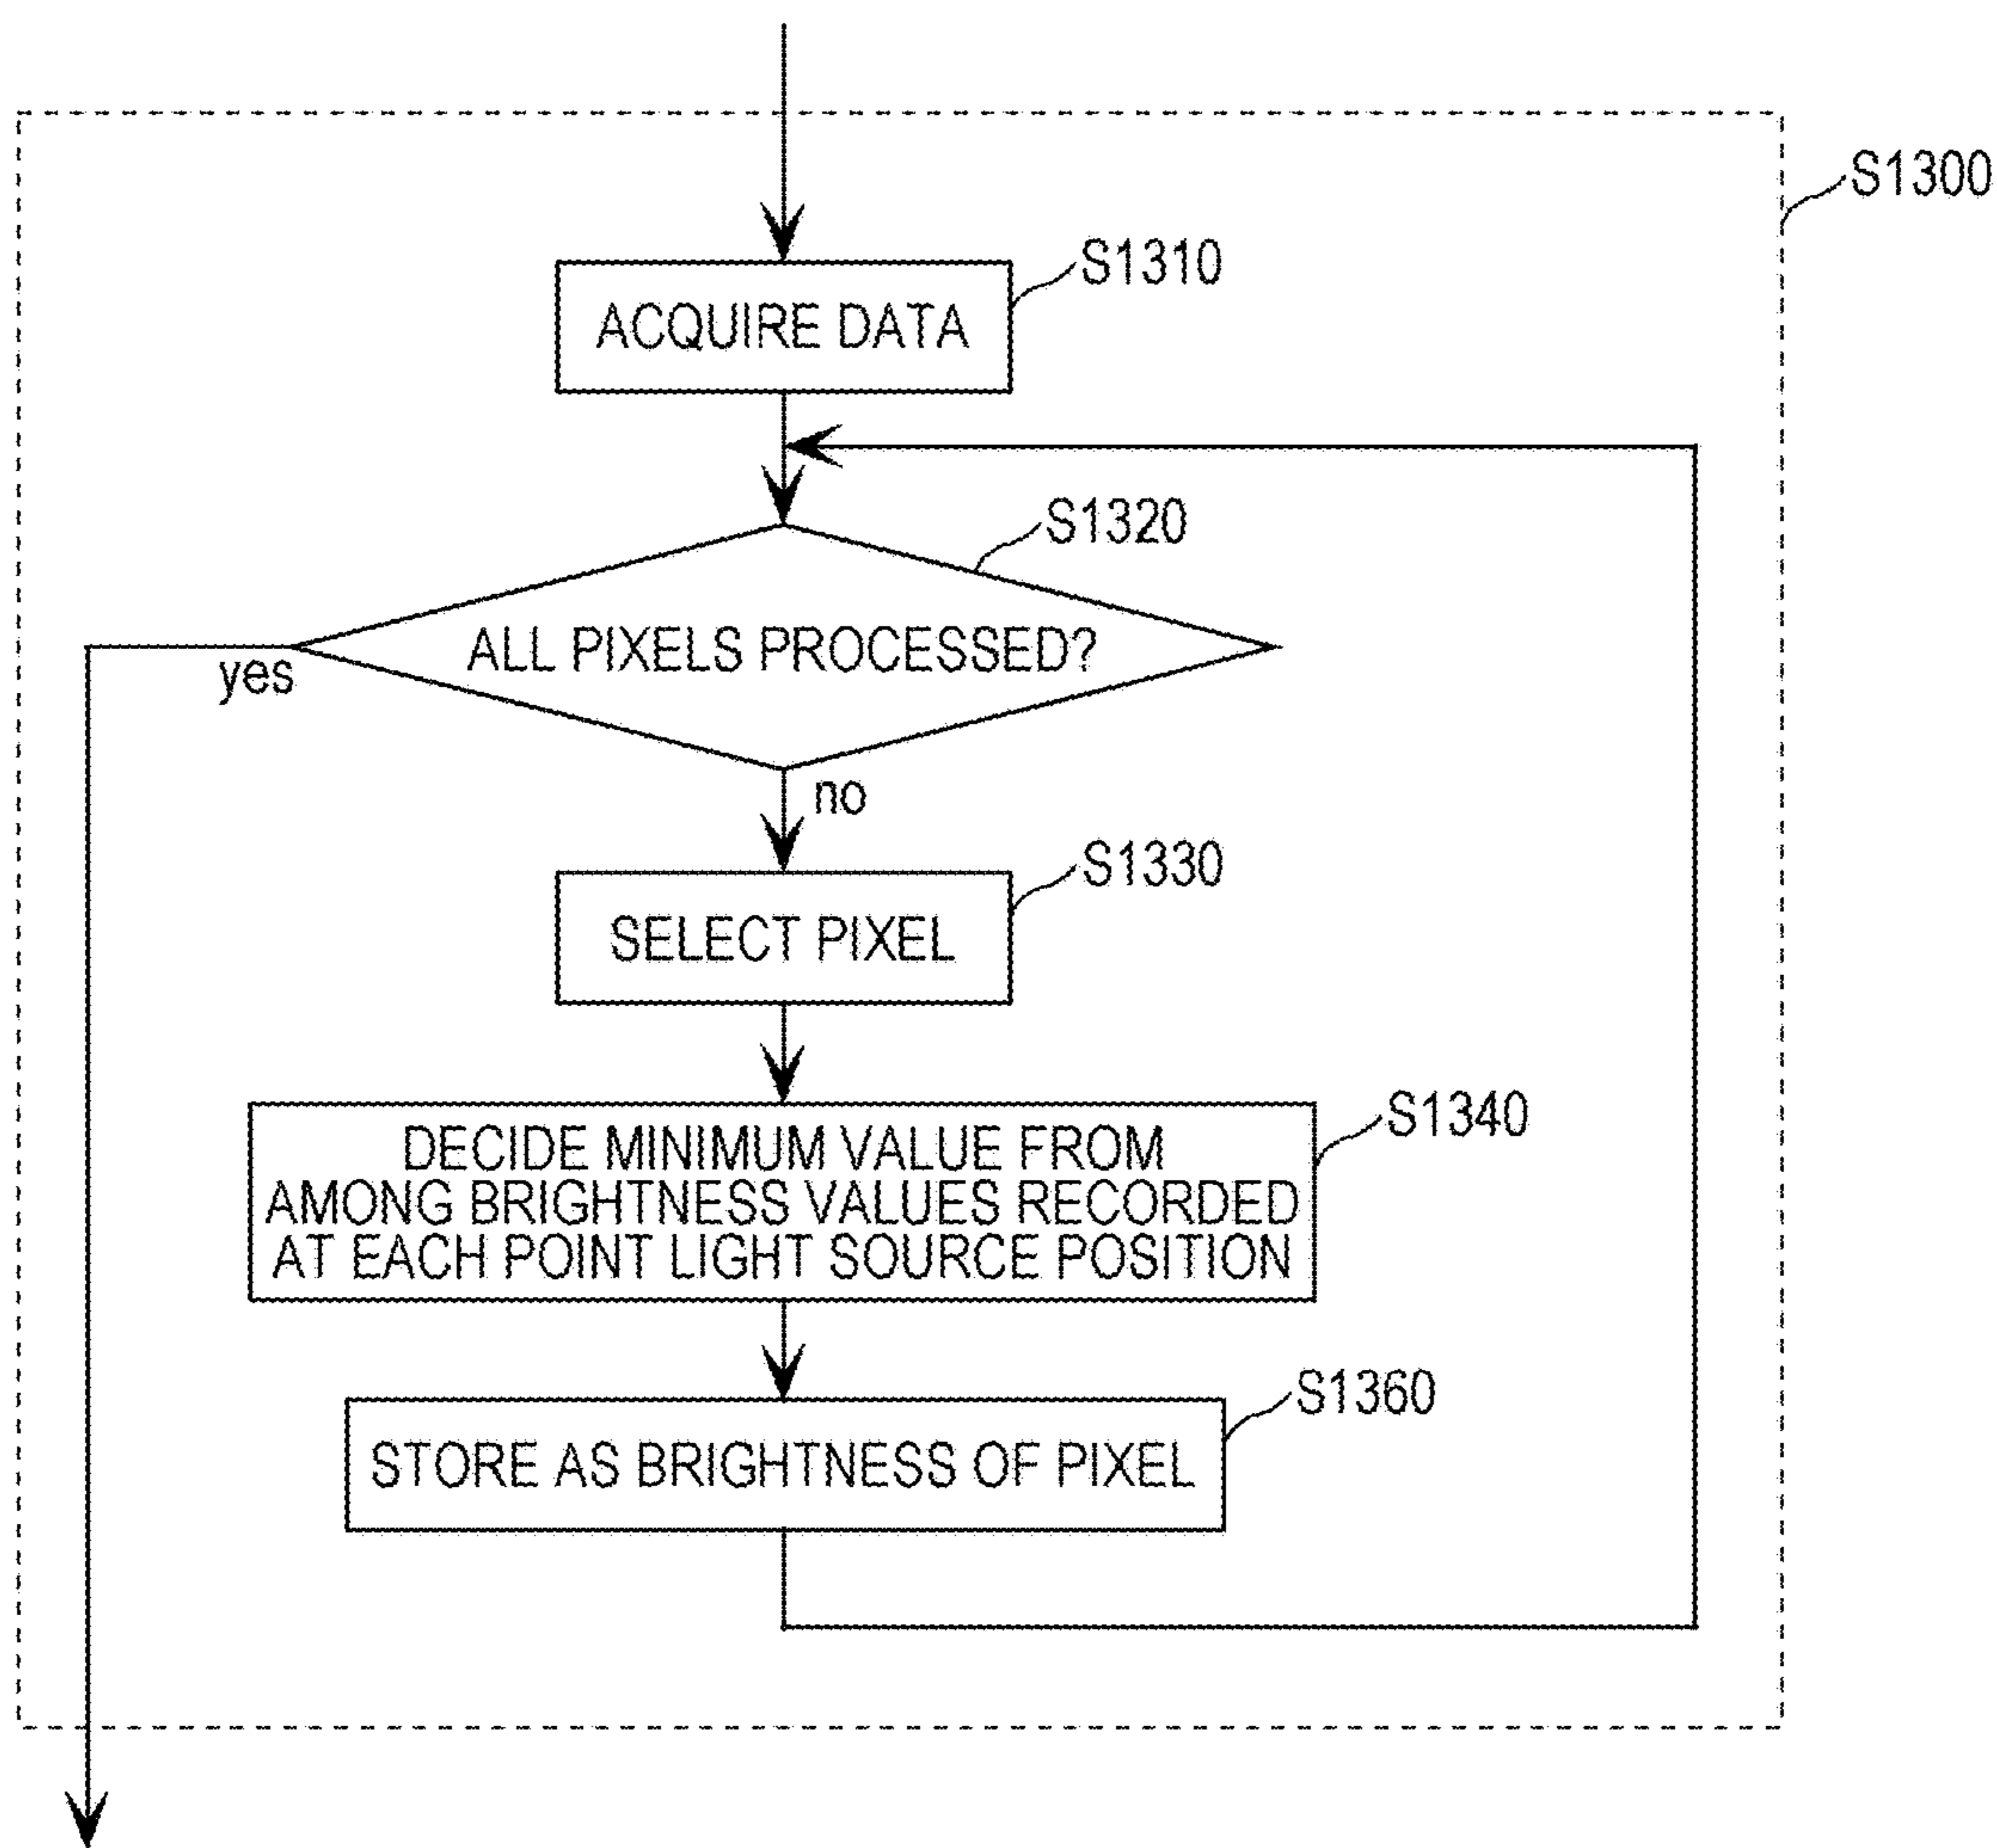 S1300
S1310
ACQUIRE DATA
S1320
ALL PIXELS PROCESSED?
yes
no
S1330
SELECT PIXEL
S1340
DECIDE MINIMUM VALUE FROM
AMONG BRIGHTNESS VALUES RECORDED
AT EACH POINT LIGHT SOURCE POSITION
S1360
STORE AS BRIGHTNESS OF PIXEL